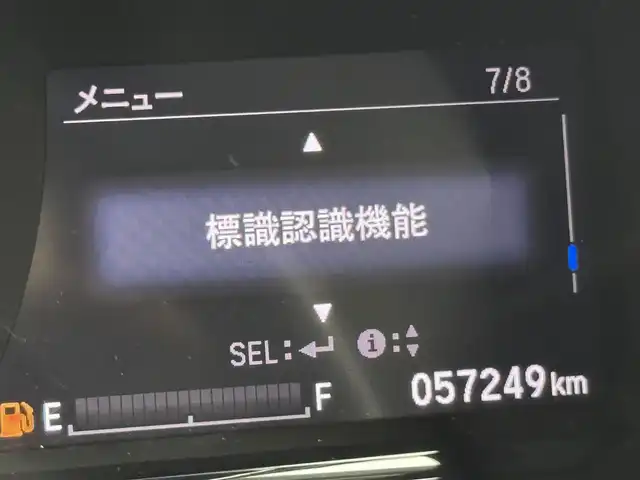 メニュー 7/8
▲
標識認識機能
▼
SEL:↵ i:▲▼
E F 057249km